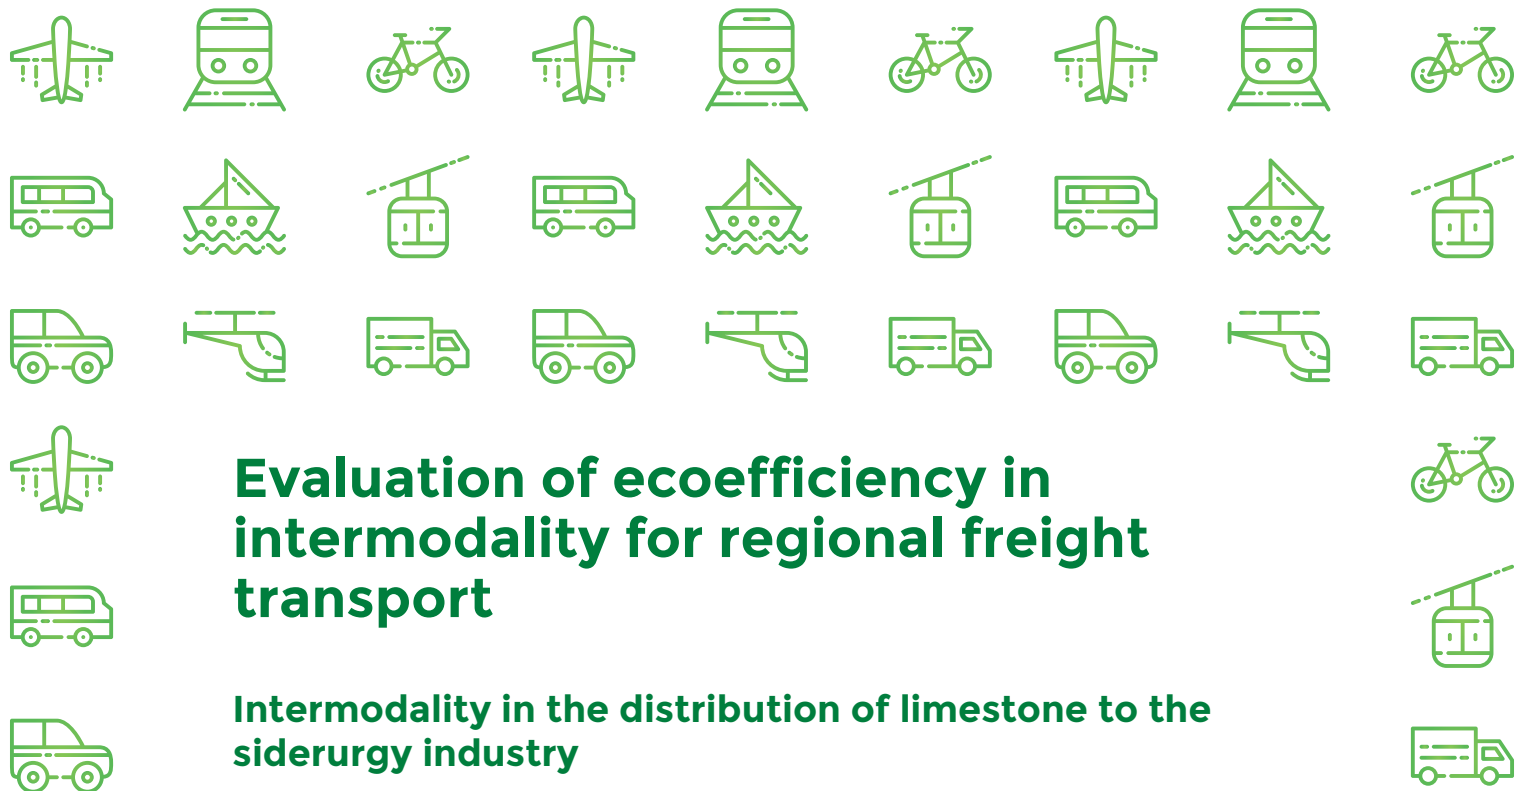 Evaluation of ecoefficiency in
intermodality for regional freight
transport
Intermodality in the distribution of limestone to the
siderurgy industry